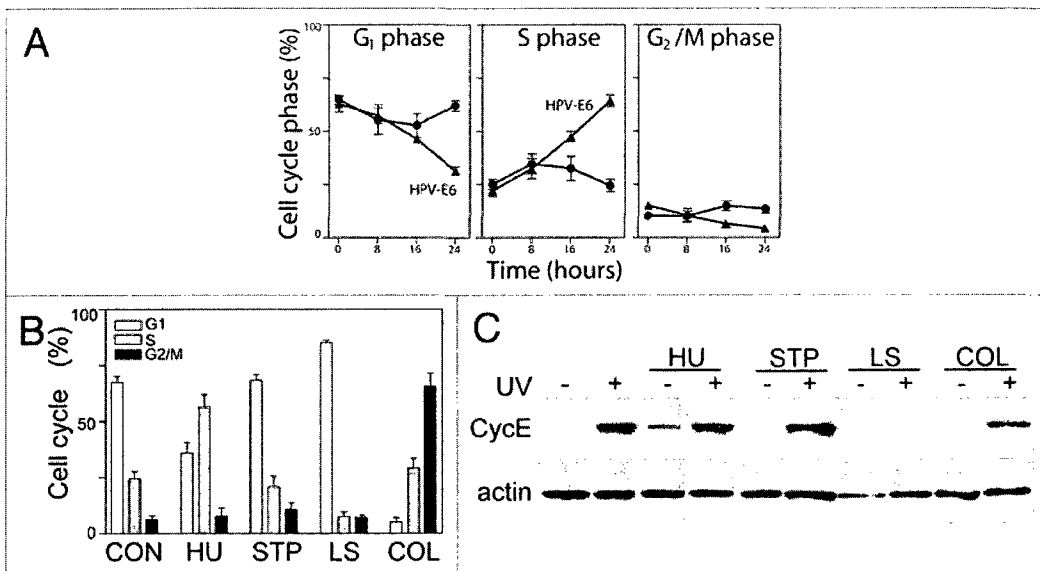 A
Cell cycle phase (%)
100
50
0
G₁ phase
HPV-E6
0 8 16 24
S phase
HPV-E6
0 8 16 24
G₂/M phase
0 8 16 24
Time (hours)
B
Cell cycle (%)
100
50
0
G1
S
G2/M
CON HU STP LS COL
C
HU STP LS COL
UV - + - + - + - + - +
CycE
actin